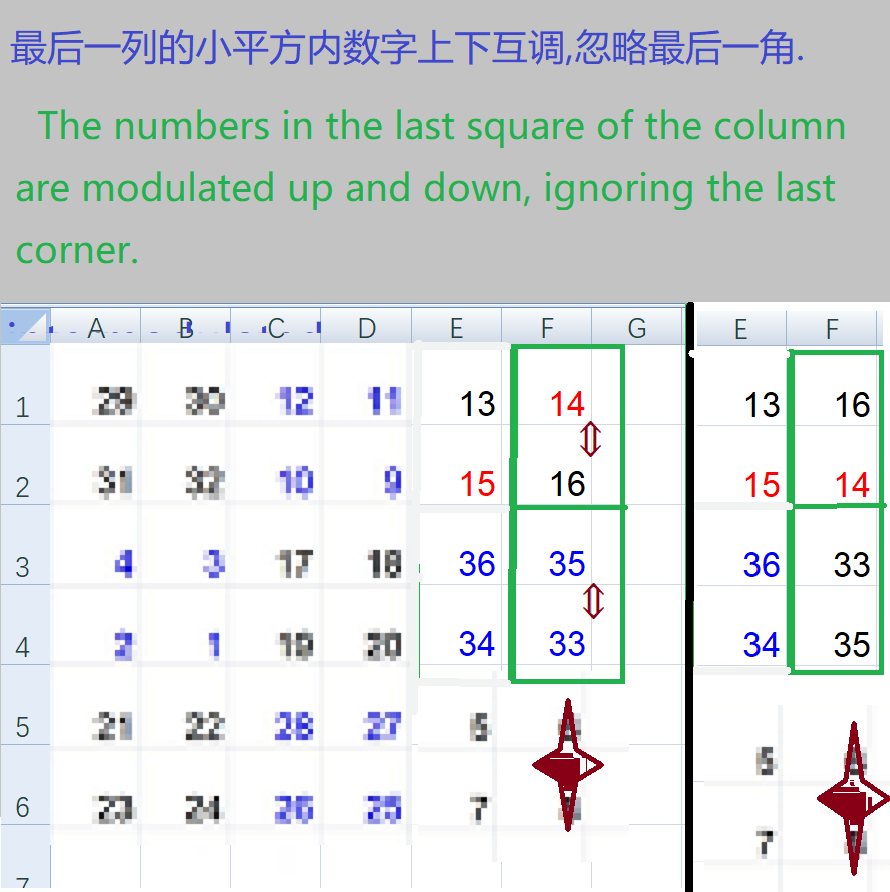 最后一列的小平方内数字上下互调,忽略最后一角.
The numbers in the last square of the column
are modulated up and down, ignoring the last
corner.
A B C D E F G E F
1 29 30 12 11 13 14 13 16
2 31 32 10 9 15 16 15 14
3 4 3 17 18 36 35 36 33
4 2 1 19 20 34 33 34 35
5 21 22 28 27 5 5
6 23 24 26 25 7 7
7